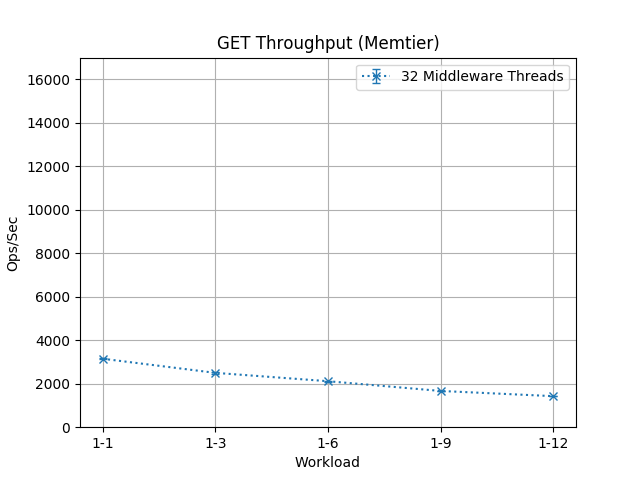 GET Throughput (Memtier)
32 Middleware Threads
Ops/Sec
16000
14000
12000
10000
8000
6000
4000
2000
0
1-1 1-3 1-6 1-9 1-12
Workload